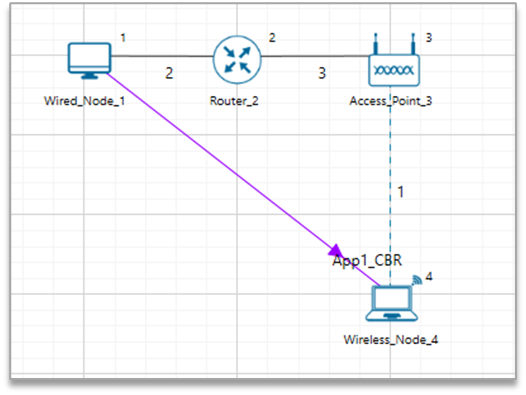 1
2
3
2
3
Wired_Node_1
Router_2
Access_Point_3
1
App1_CBR
4
Wireless_Node_4